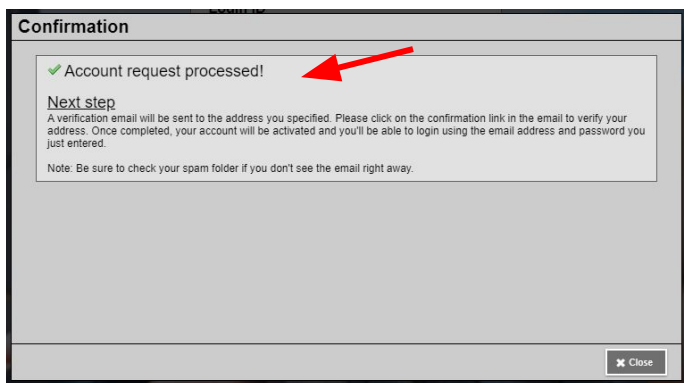 Login ID
Confirmation
Account request processed!
Next step
A verification email will be sent to the address you specified. Please click on the confirmation link in the email to verify your
address. Once completed, your account will be activated and you'll be able to login using the email address and password you
just entered.
Note: Be sure to check your spam folder if you don't see the email right away.
Close